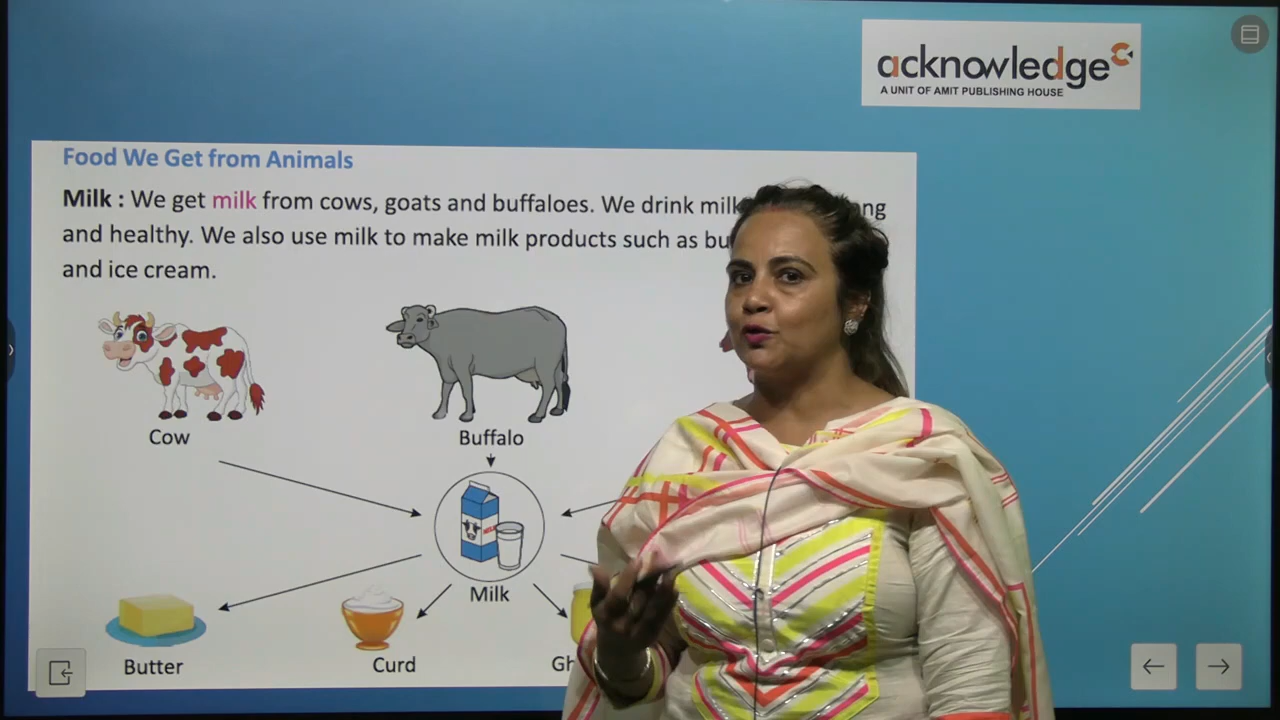 acknowledge
A UNIT OF AMIT PUBLISHING HOUSE
Food We Get from Animals
Milk : We get milk from cows, goats and buffaloes. We drink milk
and healthy. We also use milk to make milk products such as
and ice cream.
Cow
Buffalo
Milk
Butter
Curd